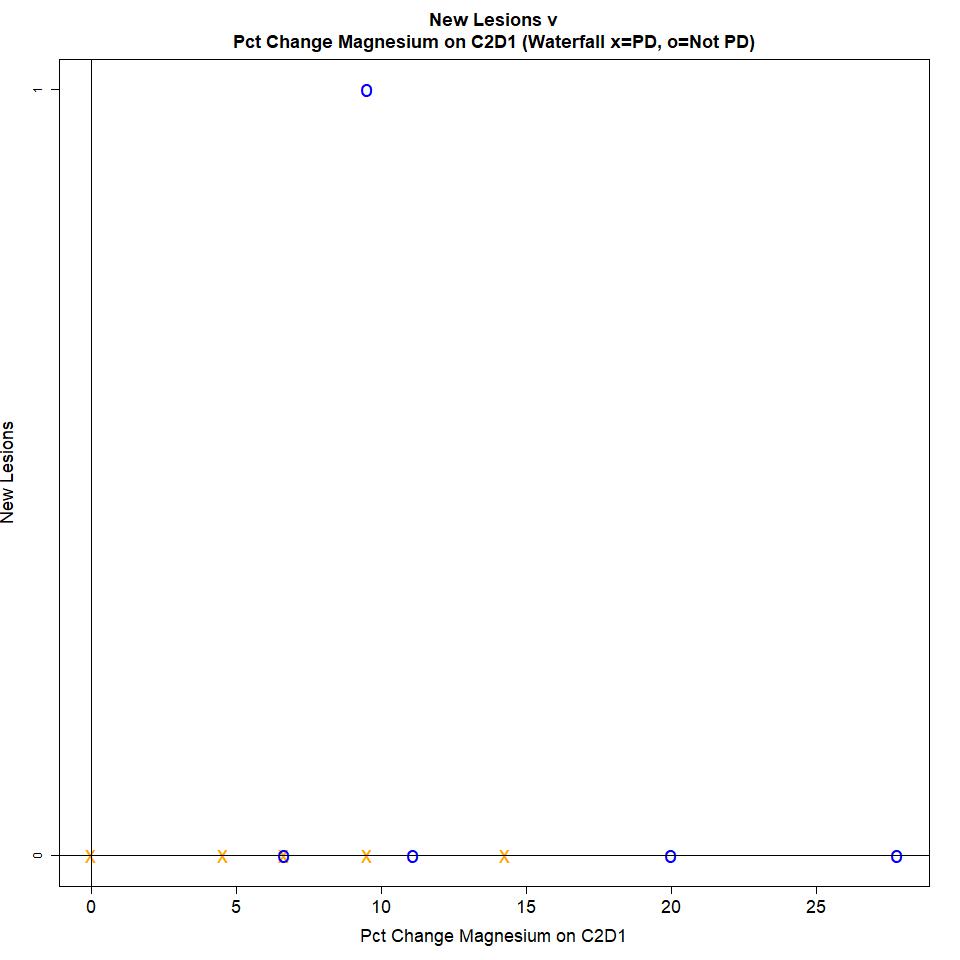 New Lesions v
Pct Change Magnesium on C2D1 (Waterfall x=PD, o=Not PD)
New Lesions
1
0
o
x x x o x o x o o
0 5 10 15 20 25
Pct Change Magnesium on C2D1